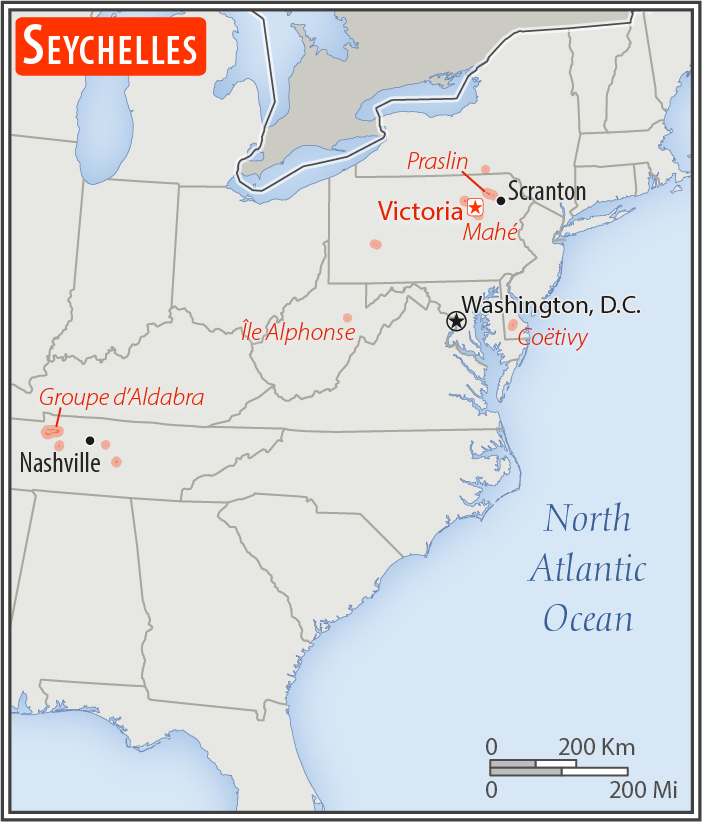 SEYCHELLES
Praslin
Scranton
Victoria
Mahé
Washington, D.C.
Île Alphonse
Coëtivy
Groupe d'Aldabra
Nashville
North
Atlantic
Ocean
0 200 Km
0 200 Mi